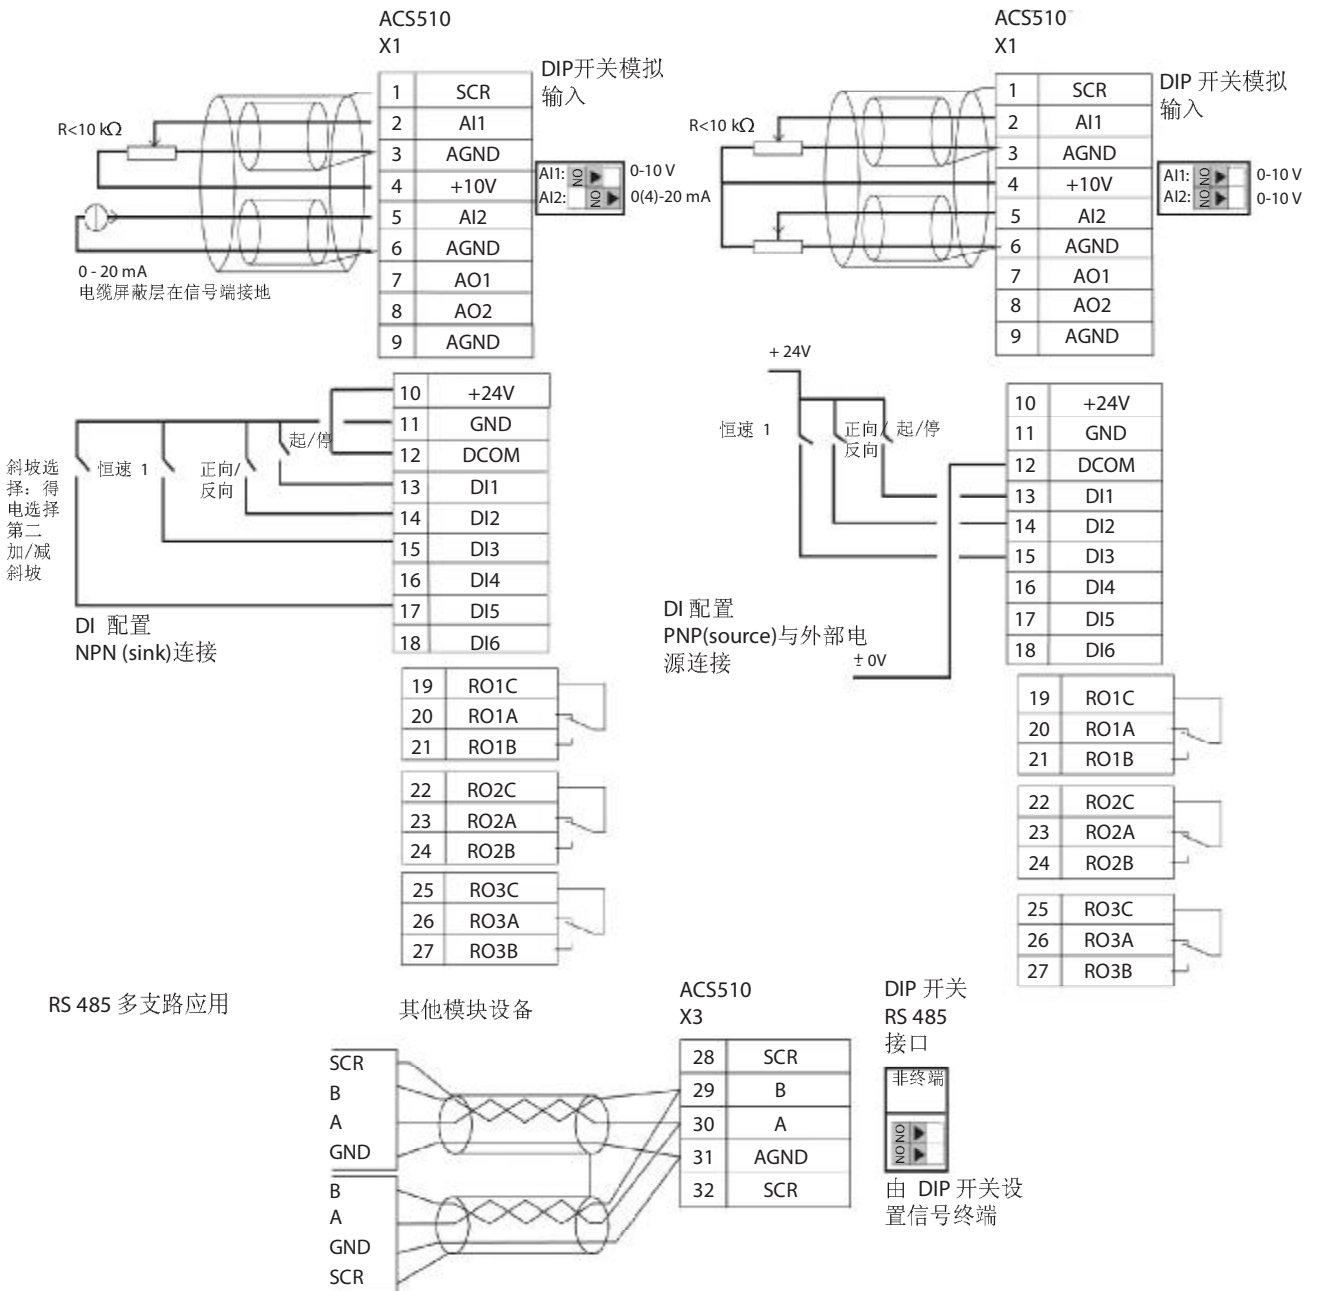 ACS510
X1
DIP开关模拟
输入
1 SCR
2 AI1
3 AGND
4 +10V
5 AI2
6 AGND
7 AO1
8 AO2
9 AGND
R<10 kΩ
AI1: ON 0-10 V
AI2: ON 0(4)-20 mA
0 - 20 mA
电缆屏蔽层在信号端接地
10 +24V
11 GND
12 DCOM
13 DI1
14 DI2
15 DI3
16 DI4
17 DI5
18 DI6
起/停
正向/
反向
恒速 1
斜坡选
择：得
电选择
第二
加/减
斜坡
DI 配置
NPN (sink)连接
19 RO1C
20 RO1A
21 RO1B
22 RO2C
23 RO2A
24 RO2B
25 RO3C
26 RO3A
27 RO3B
ACS510
X1
DIP 开关模拟
输入
1 SCR
2 AI1
3 AGND
4 +10V
5 AI2
6 AGND
7 AO1
8 AO2
9 AGND
R<10 kΩ
AI1: ON 0-10 V
AI2: ON 0-10 V
+ 24V
恒速 1
正向/
反向
起/停
10 +24V
11 GND
12 DCOM
13 DI1
14 DI2
15 DI3
16 DI4
17 DI5
18 DI6
DI 配置
PNP(source)与外部电
源连接
± 0V
19 RO1C
20 RO1A
21 RO1B
22 RO2C
23 RO2A
24 RO2B
25 RO3C
26 RO3A
27 RO3B
RS 485 多支路应用
其他模块设备
SCR
B
A
GND
B
A
GND
SCR
ACS510
X3
28 SCR
29 B
30 A
31 AGND
32 SCR
DIP 开关
RS 485
接口
非终端
ON
ON
由 DIP 开关设
置信号终端